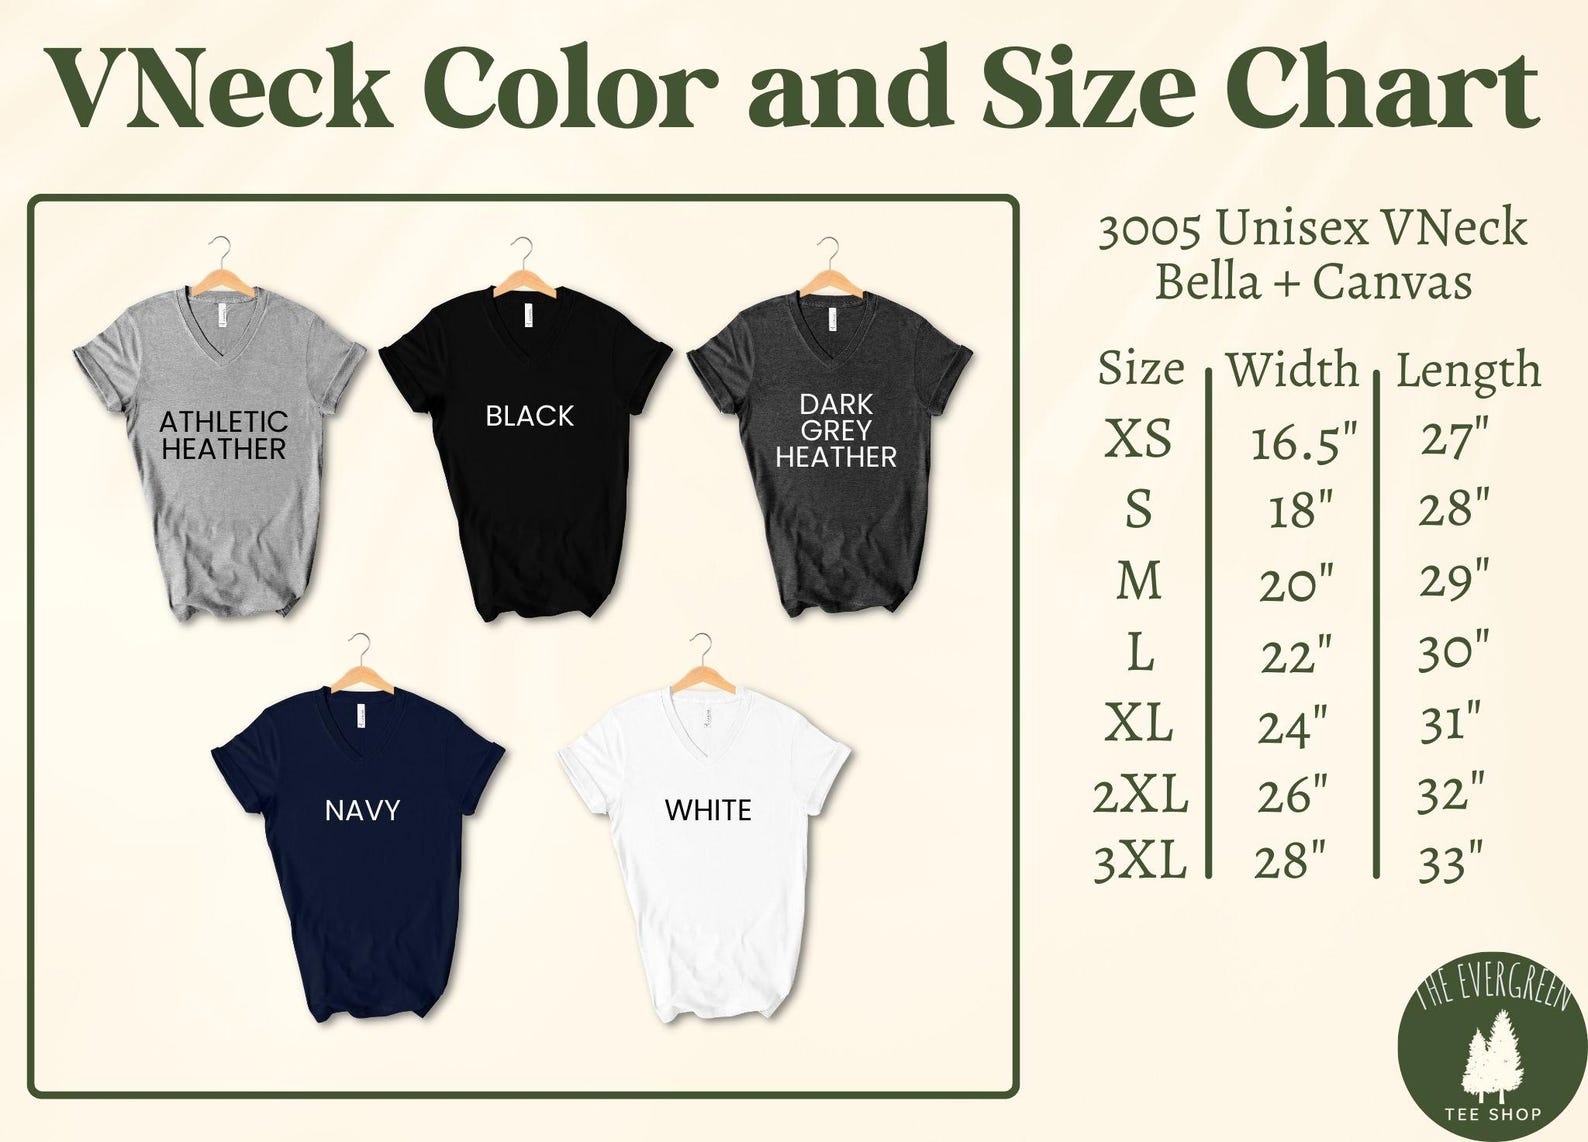 VNeck Color and Size Chart
ATHLETIC
HEATHER
BLACK
DARK
GREY
HEATHER
NAVY
WHITE
3005 Unisex VNeck
Bella + Canvas
Size Width Length
XS 16.5" 27"
S 18" 28"
M 20" 29"
L 22" 30"
XL 24" 31"
2XL 26" 32"
3XL 28" 33"
THE EVERGREEN
TEE SHOP